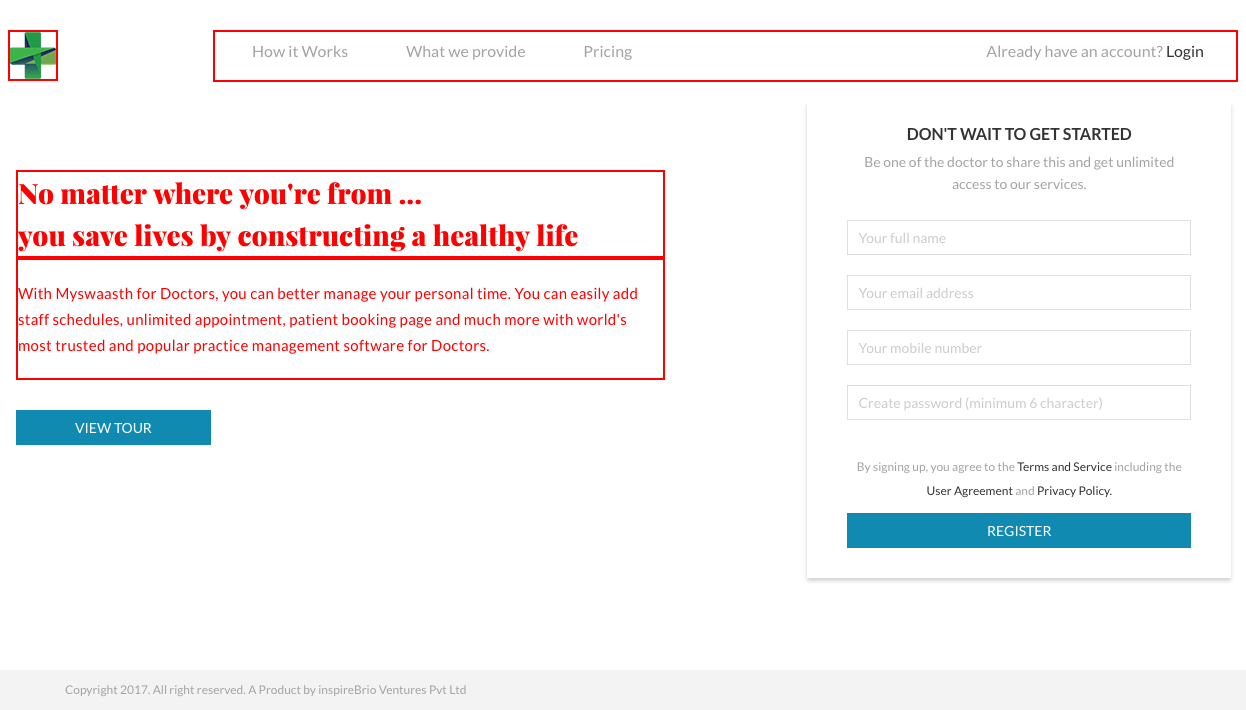 How it Works What we provide Pricing Already have an account? Login
No matter where you're from ...
you save lives by constructing a healthy life
With Myswaasth for Doctors, you can better manage your personal time. You can easily add
staff schedules, unlimited appointment, patient booking page and much more with world's
most trusted and popular practice management software for Doctors.
VIEW TOUR
DON'T WAIT TO GET STARTED
Be one of the doctor to share this and get unlimited
access to our services.
Your full name
Your email address
Your mobile number
Create password (minimum 6 character)
By signing up, you agree to the Terms and Service including the
User Agreement and Privacy Policy.
REGISTER
Copyright 2017. All right reserved. A Product by inspireBrio Ventures Pvt Ltd